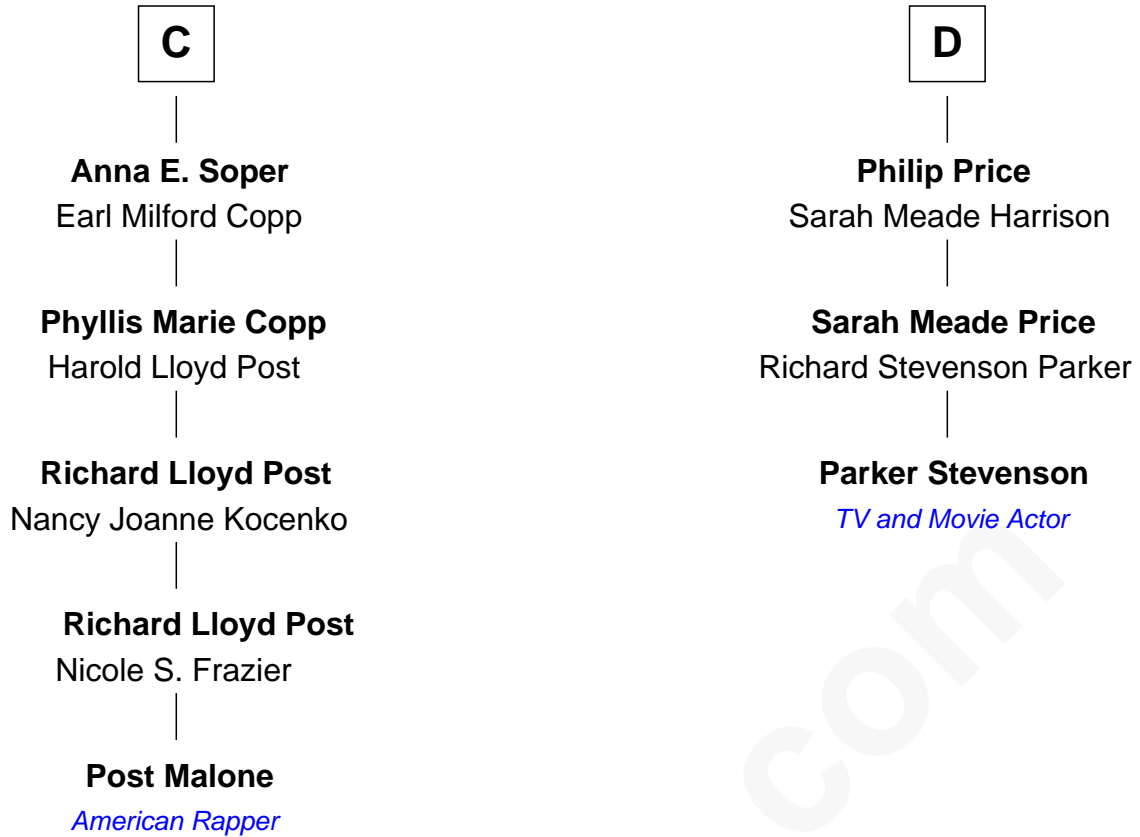 C
Anna E. Soper
Earl Milford Copp
Phyllis Marie Copp
Harold Lloyd Post
Richard Lloyd Post
Nancy Joanne Kocenko
Richard Lloyd Post
Nicole S. Frazier
Post Malone
American Rapper
D
Philip Price
Sarah Meade Harrison
Sarah Meade Price
Richard Stevenson Parker
Parker Stevenson
TV and Movie Actor
com